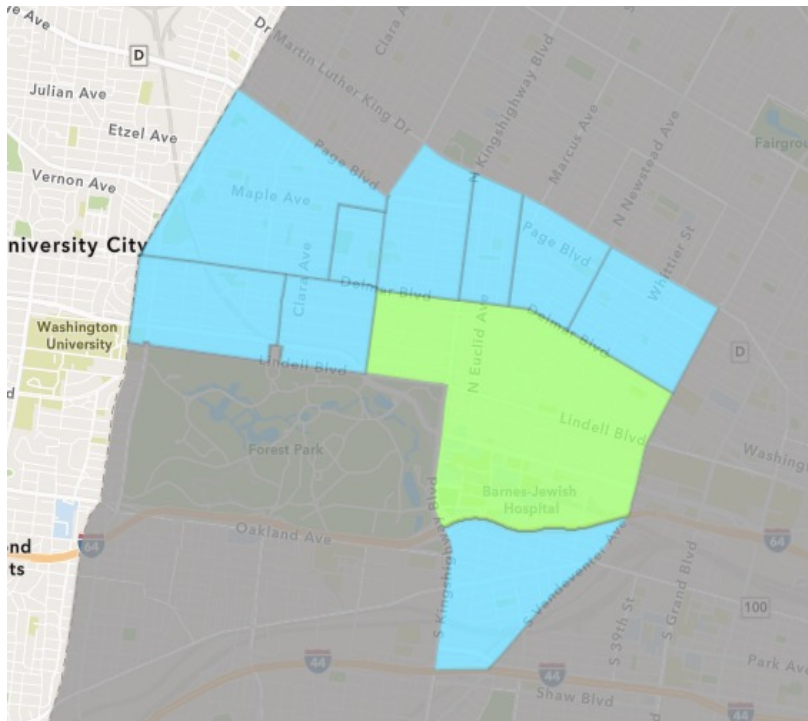 ve Ave
Clara A
Dr Martin Luther King Dr
N Kingshighway Blvd
D
Julian Ave
Etzel Ave
Marcus Ave
N Newstead Ave
Fairgrou
Page Blvd
Vernon Ave
Maple Ave
niversity City
Clara Ave
Page Blvd
Whittier St
Delmar Blvd
Delmar Blvd
Washington
University
N Euclid Ave
D
Lindell Blvd
Lindell Blvd
Washing
Forest Park
Barnes-Jewish
Hospital
S Kingshighway Blvd
Oakland Ave
64
64
nd
ts
S Vandeventer Ave
S 39th St
S Grand Blvd
100
44
44
Park Ave
Shaw Blvd